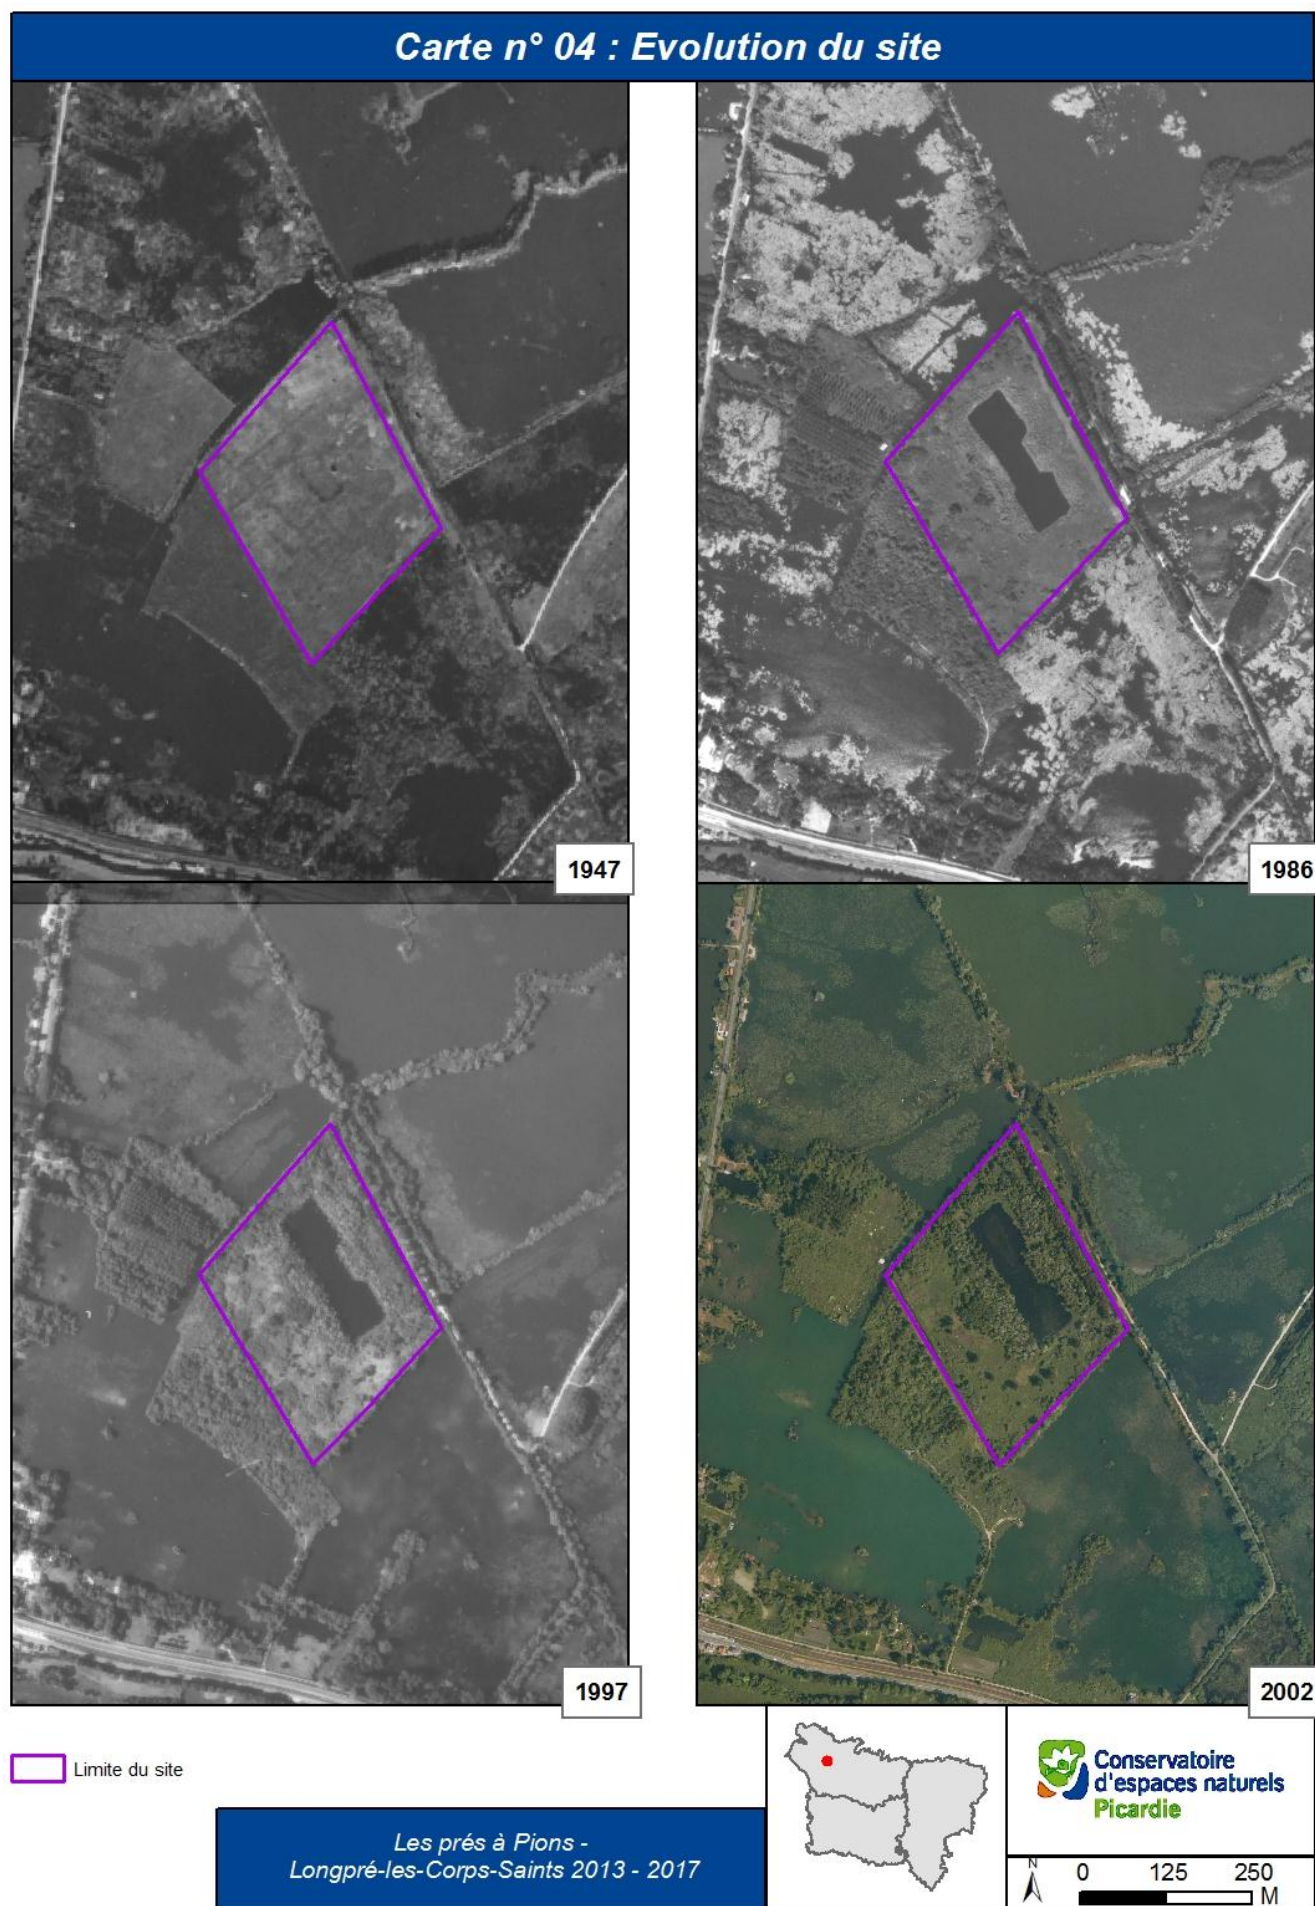 Carte n° 04 : Evolution du site
1947
1986
1997
2002
Limite du site
Les prés à Pions -
Longpré-les-Corps-Saints 2013 - 2017
Conservatoire
d'espaces naturels
Picardie
N
0 125 250
M